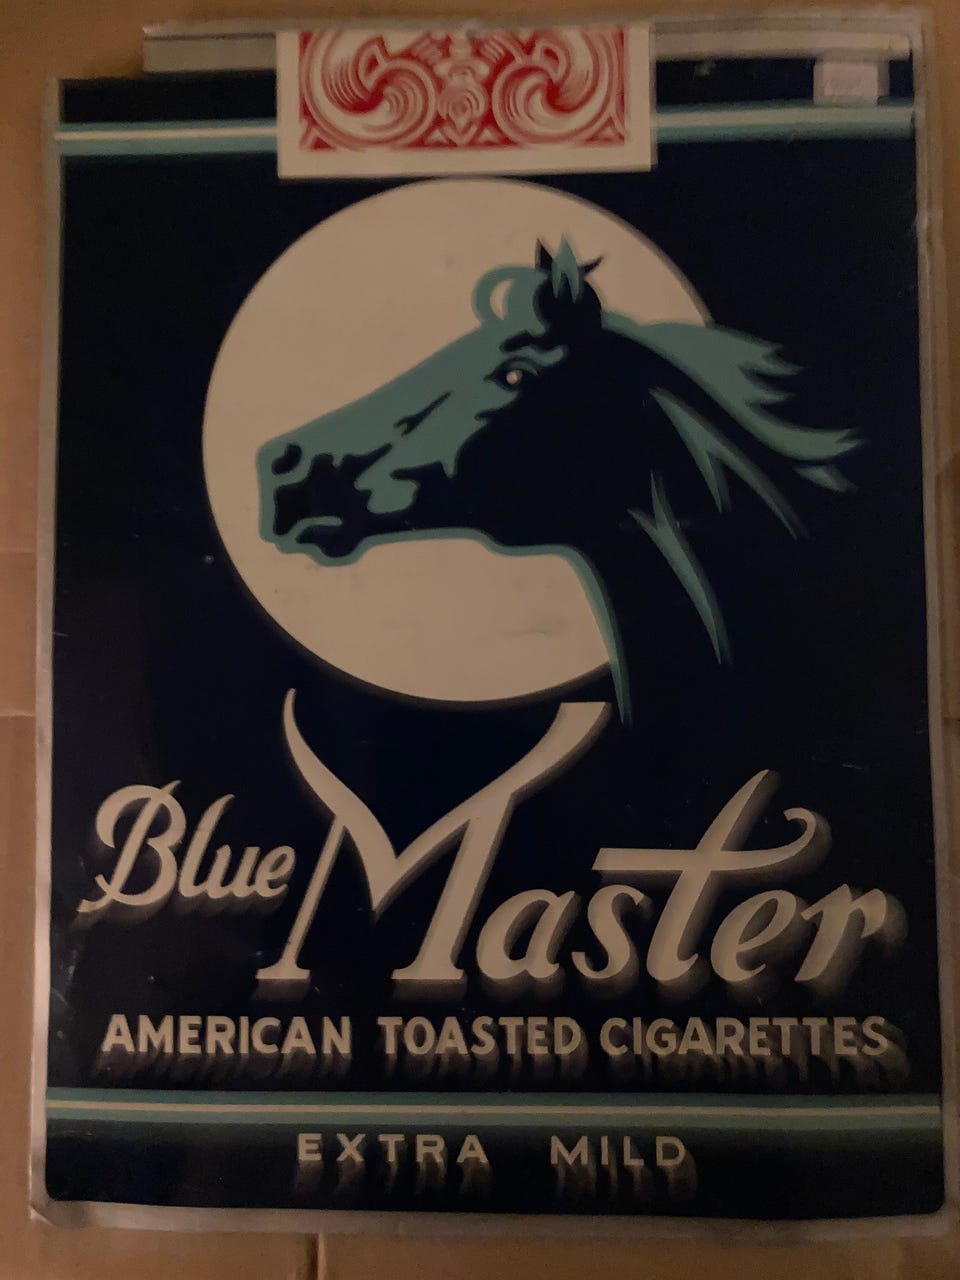 Blue Master
AMERICAN TOASTED CIGARETTES
EXTRA MILD